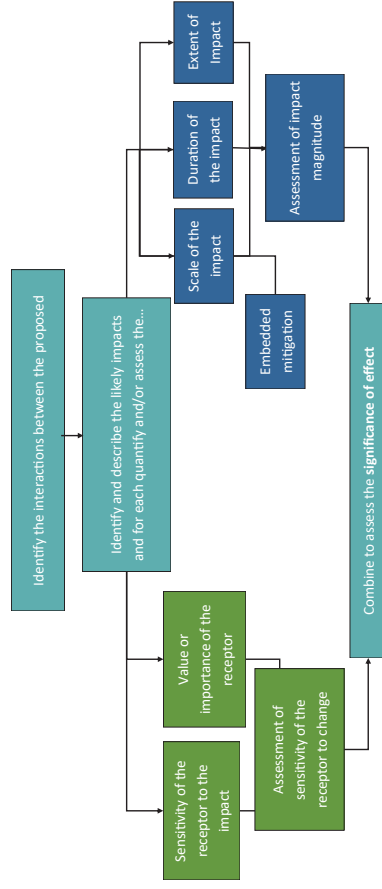 Identify the interactions between the proposed
Identify and describe the likely impacts
and for each quantify and/or assess the...
Sensitivity of the
receptor to the
impact
Value or
importance of the
receptor
Scale of the
impact
Duration of
the impact
Extent of
Impact
Embedded
mitigation
Assessment of
sensitivity of the
receptor to change
Assessment of impact
magnitude
Combine to assess the significance of effect